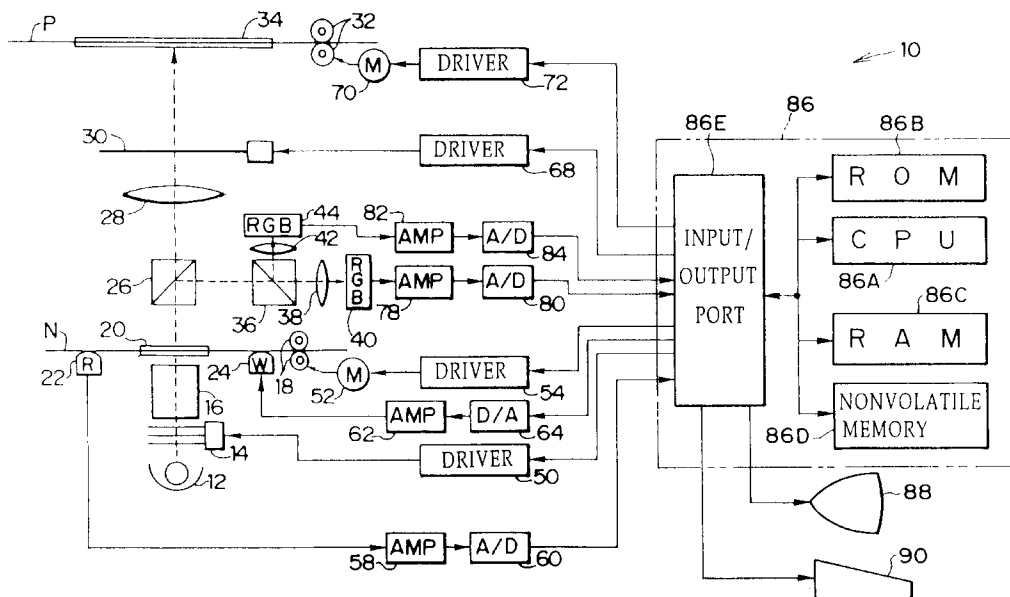 P
34
32
M
70
DRIVER
72
10
86
86E
86B
R O M
30
DRIVER
68
28
44
RGB
42
82
AMP
A/D
84
INPUT/
OUTPUT
PORT
C P U
86A
26
36
38
RGB
40
AMP
78
A/D
80
86C
R A M
N
20
R
22
24
W
18
M
52
DRIVER
54
16
AMP
62
D/A
64
NONVOLATILE
MEMORY
86D
14
DRIVER
50
12
88
AMP
58
A/D
60
90